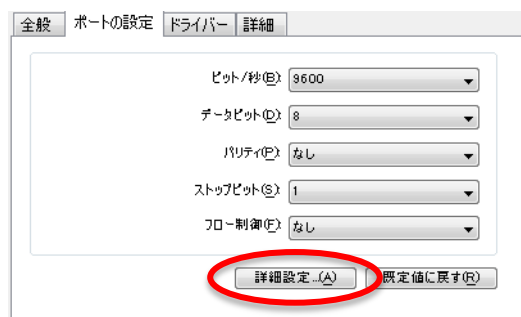 全般 ポートの設定 ドライバー 詳細
ビット/秒(B): 9600
データビット(D): 8
パリティ(P): なし
ストップビット(S): 1
フロー制御(F): なし
詳細設定...(A) 既定値に戻す(R)